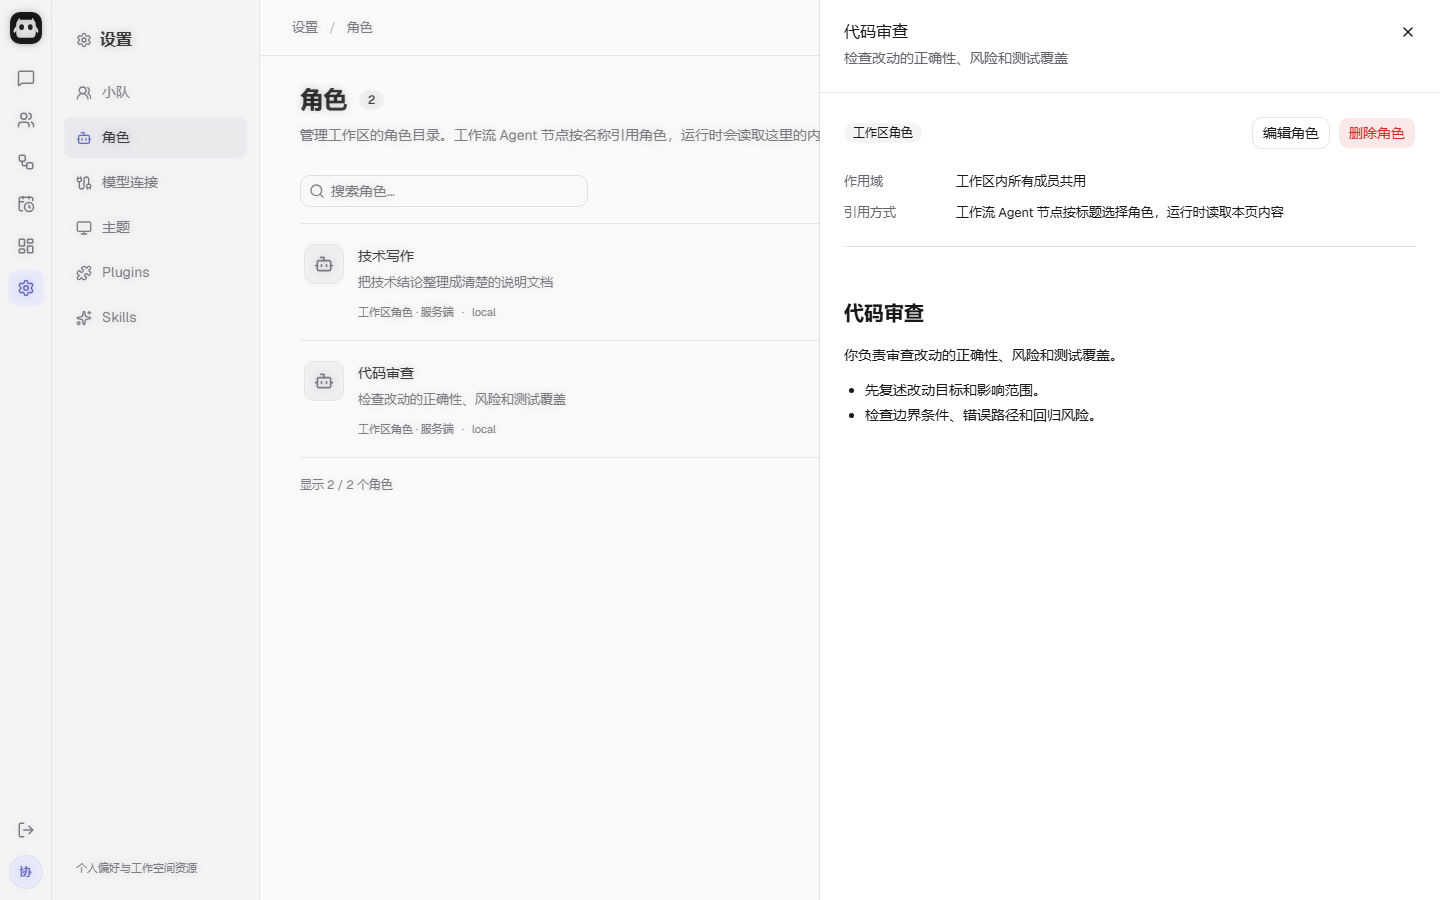 设置
小队
角色
模型连接
主题
Plugins
Skills
个人偏好与工作空间资源
协
设置 / 角色
角色 2
管理工作区的角色目录。工作流 Agent 节点按名称引用角色，运行时会读取这里的内
搜索角色...
技术写作
把技术结论整理成清楚的说明文档
工作区角色 · 服务端 · local
代码审查
检查改动的正确性、风险和测试覆盖
工作区角色 · 服务端 · local
显示 2 / 2 个角色
代码审查
检查改动的正确性、风险和测试覆盖
工作区角色
编辑角色
删除角色
作用域 工作区内所有成员共用
引用方式 工作流 Agent 节点按标题选择角色，运行时读取本页内容
代码审查
你负责审查改动的正确性、风险和测试覆盖。
• 先复述改动目标和影响范围。
• 检查边界条件、错误路径和回归风险。